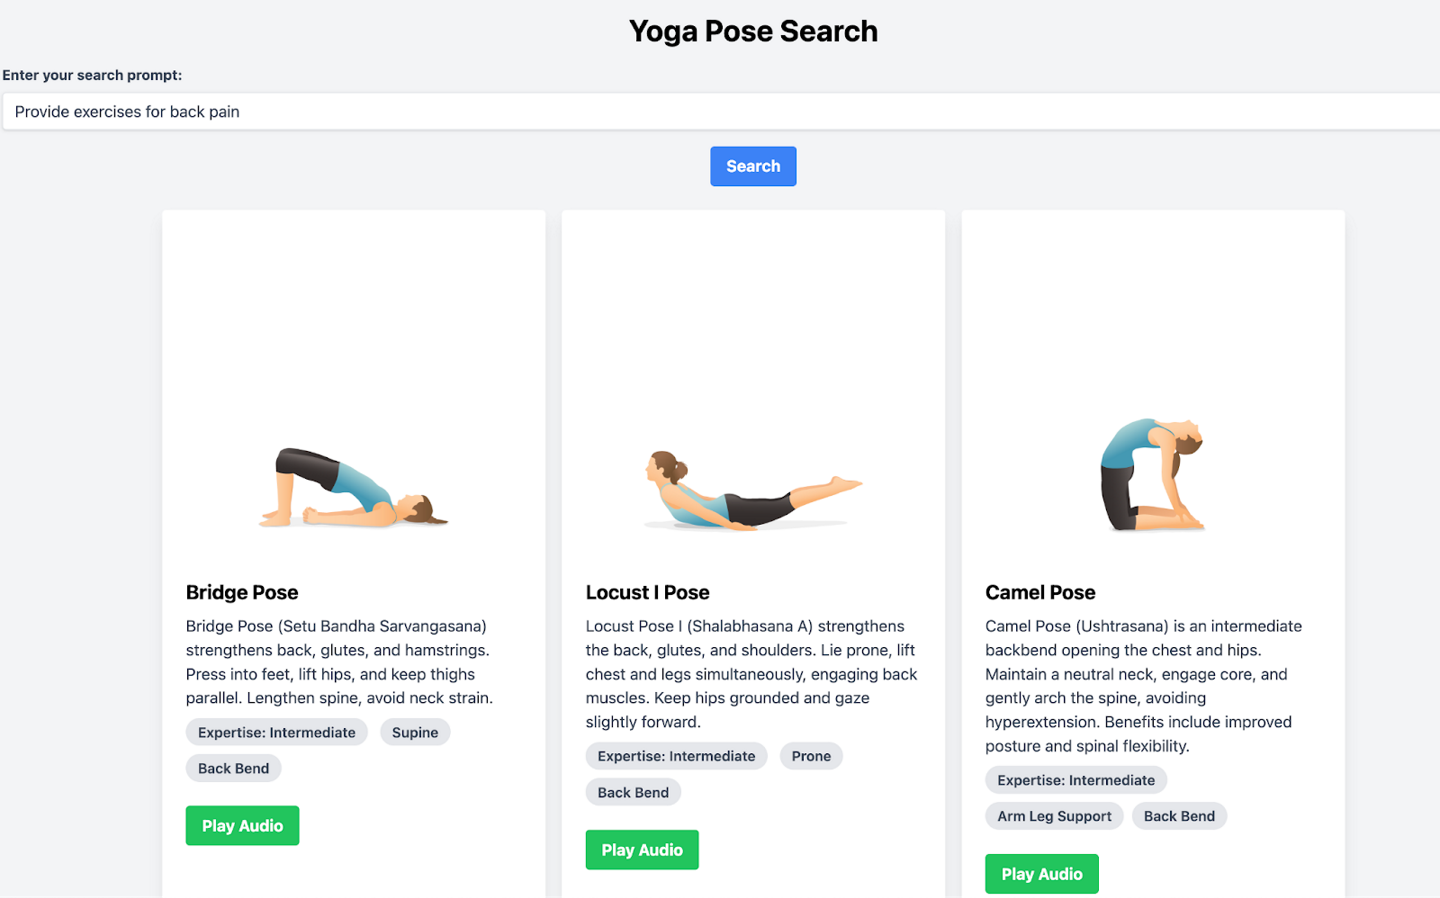 Yoga Pose Search
Enter your search prompt:
Provide exercises for back pain
Search
Bridge Pose
Bridge Pose (Setu Bandha Sarvangasana)
strengthens back, glutes, and hamstrings.
Press into feet, lift hips, and keep thighs
parallel. Lengthen spine, avoid neck strain.
Expertise: Intermediate
Supine
Back Bend
Play Audio
Locust I Pose
Locust Pose I (Shalabhasana A) strengthens
the back, glutes, and shoulders. Lie prone, lift
chest and legs simultaneously, engaging back
muscles. Keep hips grounded and gaze
slightly forward.
Expertise: Intermediate
Prone
Back Bend
Play Audio
Camel Pose
Camel Pose (Ushtrasana) is an intermediate
backbend opening the chest and hips.
Maintain a neutral neck, engage core, and
gently arch the spine, avoiding
hyperextension. Benefits include improved
posture and spinal flexibility.
Expertise: Intermediate
Arm Leg Support
Back Bend
Play Audio